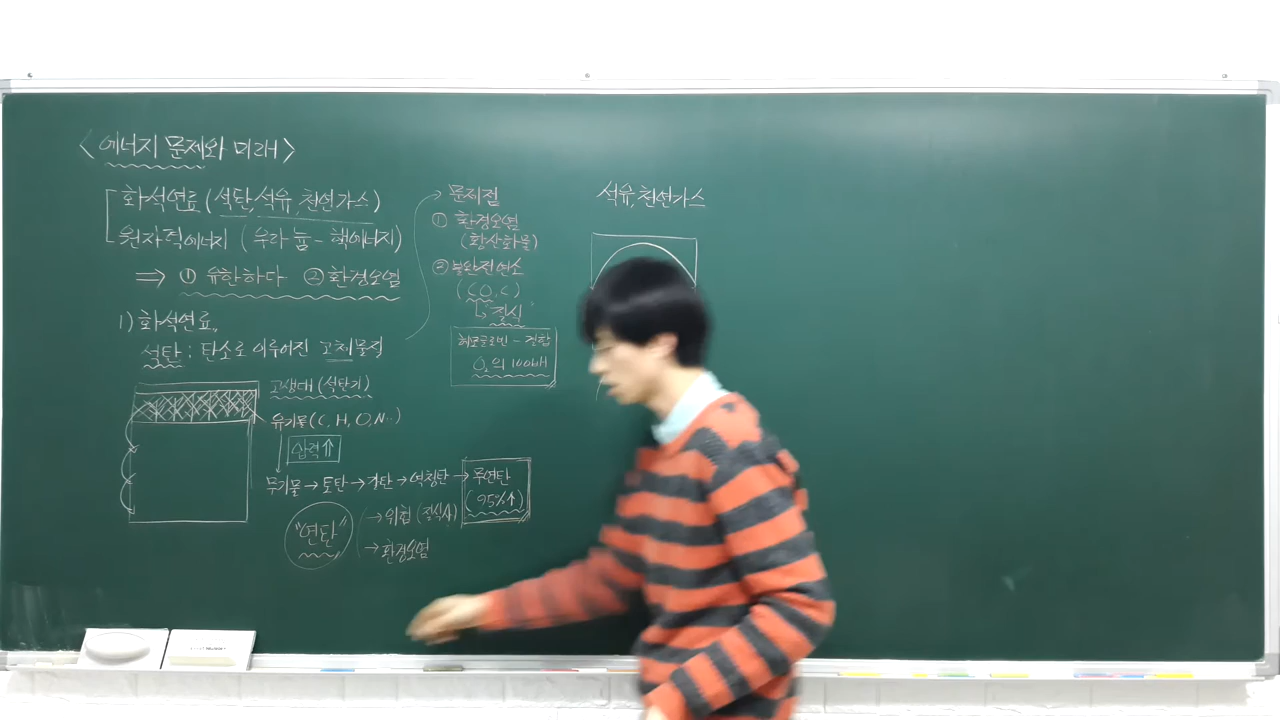 <에너지 문제와 미래>
화석연료 (석탄, 석유, 천연가스)
원자력에너지 (우라늄 - 핵에너지)
⇒ ① 유한하다 ② 환경오염
1) 화석연료
석탄 : 탄소로 이루어진 고체물질
고생대 (석탄기)
유기물 (C, H, O, N..)
압력↑
무기물 → 토탄 → 갈탄 → 역청탄 → 무연탄
(95%↑)
"연탄"
→ 위험 (질식사)
→ 환경오염
→ 문제점
① 환경오염
(황산화물)
② 불완전연소
(CO, C)
↳ "질식"
헤모글로빈 - 결합
O₂의 100배
석유, 천연가스